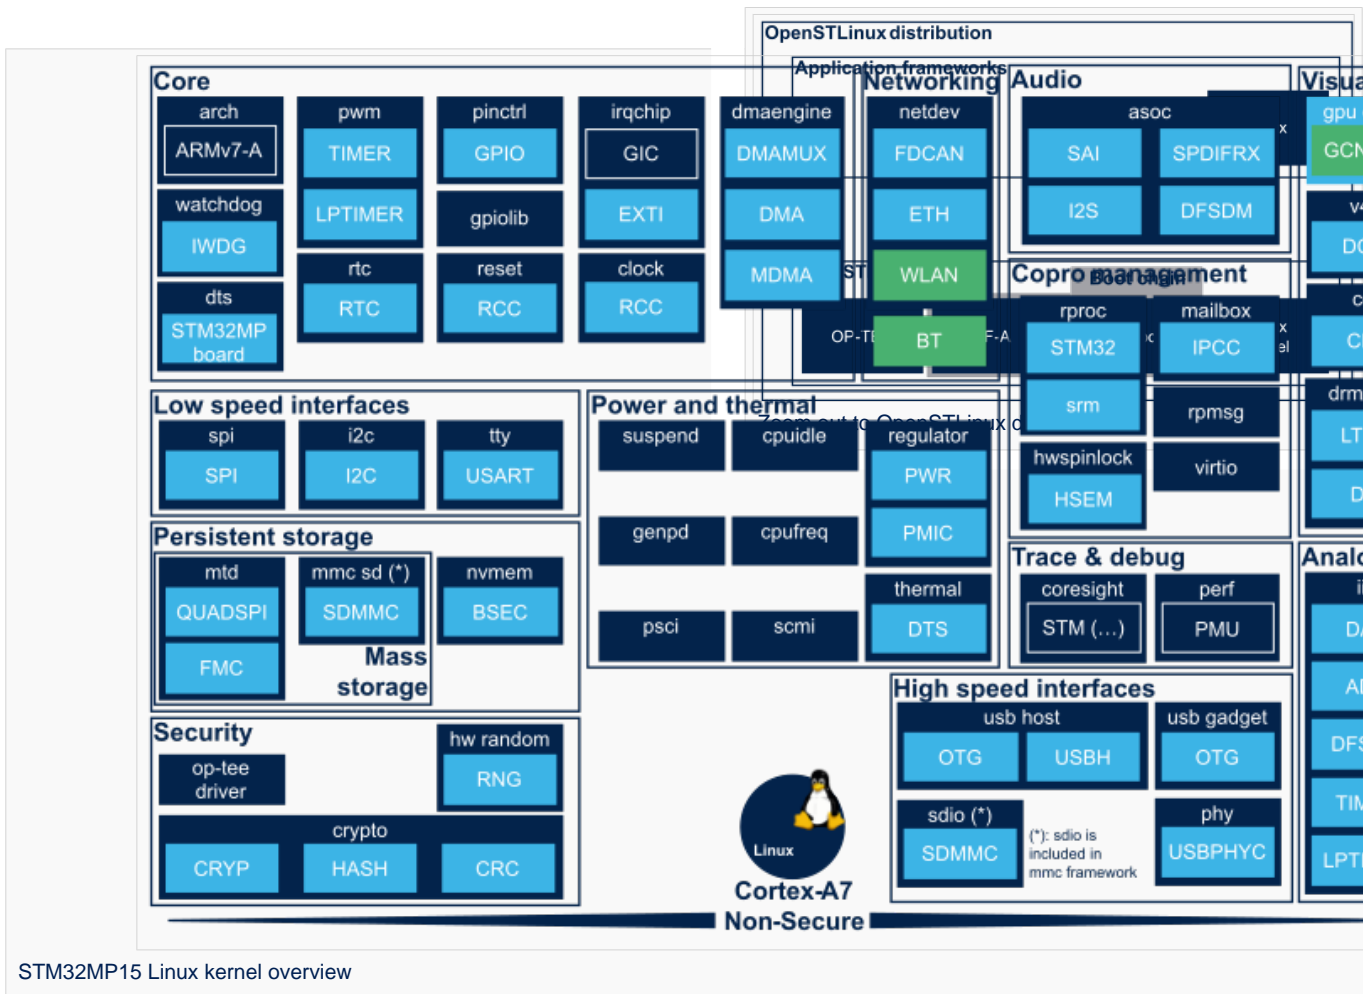 OpenSTLinux distribution
Application frameworks
Core
Networking
Audio
arch
pwm
pinctrl
irqchip
dmaengine
netdev
asoc
gpu
ARMv7-A
TIMER
GPIO
GIC
DMAMUX
FDCAN
SAI
SPDIFRX
watchdog
LPTIMER
gpiolib
EXTI
DMA
ETH
I2S
DFSDM
IWDG
rtc
reset
clock
MDMA
WLAN
Copro management
Boot chain
dts
RTC
RCC
RCC
rproc
mailbox
STM32MP
board
BT
F-A
STM32
IPCC
srm
rpmsg
Low speed interfaces
Power and thermal
Zoom out to OpenSTLinux
spi
i2c
tty
suspend
cpuidle
regulator
hwspinlock
virtio
SPI
I2C
USART
PWR
HSEM
Persistent storage
genpd
cpufreq
PMIC
Trace & debug
mtd
mmc sd (*)
nvmem
thermal
coresight
perf
QUADSPI
SDMMC
BSEC
psci
scmi
DTS
STM (...)
PMU
FMC
Mass
storage
High speed interfaces
Security
hw random
usb host
usb gadget
op-tee
driver
RNG
OTG
USBH
OTG
crypto
sdio (*)
phy
CRYP
HASH
CRC
Linux
SDMMC
(*): sdio is
included in
mmc framework
USBPHYC
Cortex-A7
Non-Secure
STM32MP15 Linux kernel overview